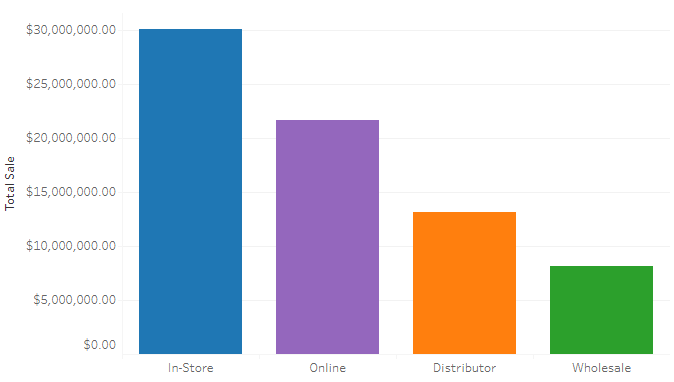 Total Sale
$30,000,000.00
$25,000,000.00
$20,000,000.00
$15,000,000.00
$10,000,000.00
$5,000,000.00
$0.00
In-Store
Online
Distributor
Wholesale